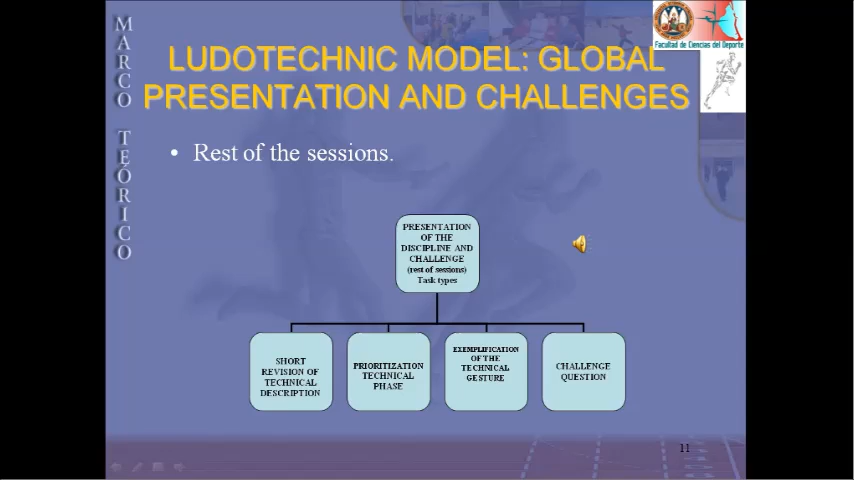 Facultad de Ciencias del Deporte
MARCO TEÓRICO
LUDOTECHNIC MODEL: GLOBAL
PRESENTATION AND CHALLENGES
• Rest of the sessions.
PRESENTATION
OF THE
DISCIPLINE AND
CHALLENGE
(rest of sessions)
Task types
SHORT
REVISION OF
TECHNICAL
DESCRIPTION
PRIORITIZATION
TECHNICAL
PHASE
EXEMPLIFICATION
OF THE
TECHNICAL
GESTURE
CHALLENGE
QUESTION
11